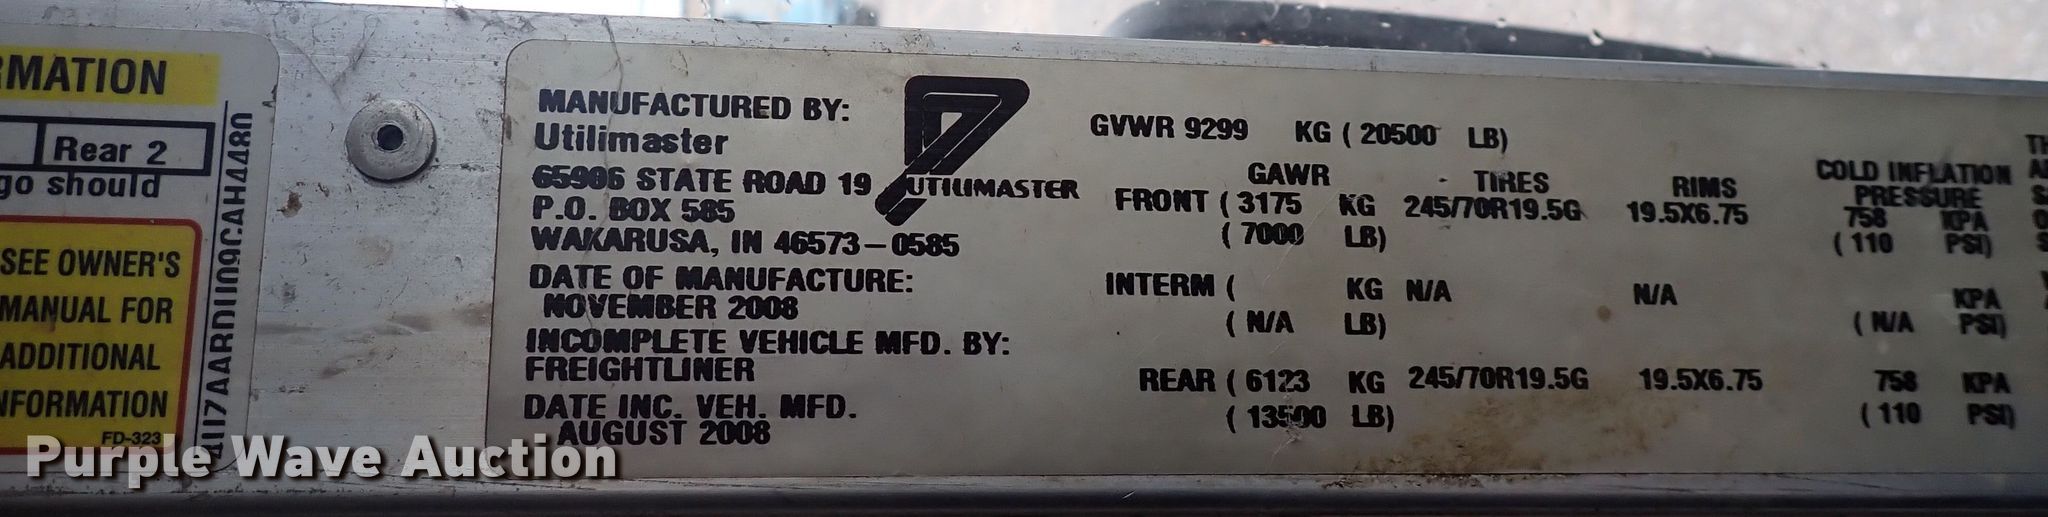 RMATION
Rear 2
go should
SEE OWNER'S
MANUAL FOR
ADDITIONAL
NFORMATION
FD-323
MANUFACTURED BY:
Utilimaster
65906 STATE ROAD 19
P.O. BOX 585
WAKARUSA, IN 46573-0585
DATE OF MANUFACTURE:
NOVEMBER 2008
INCOMPLETE VEHICLE MFD. BY:
FREIGHTLINER
DATE INC. VEH. MFD.
AUGUST 2008
UTILIMASTER
GVWR 9299 KG ( 20500 LB)
GAWR TIRES RIMS COLD INFLATION PRESSURE
FRONT ( 3175 KG 245/70R19.5G 19.5X6.75 758 KPA
( 7000 LB) ( 110 PSI)
INTERM ( KG N/A N/A KPA
( N/A LB) ( N/A PSI)
REAR ( 6123 KG 245/70R19.5G 19.5X6.75 758 KPA
( 13500 LB) ( 110 PSI)
Purple Wave Auction